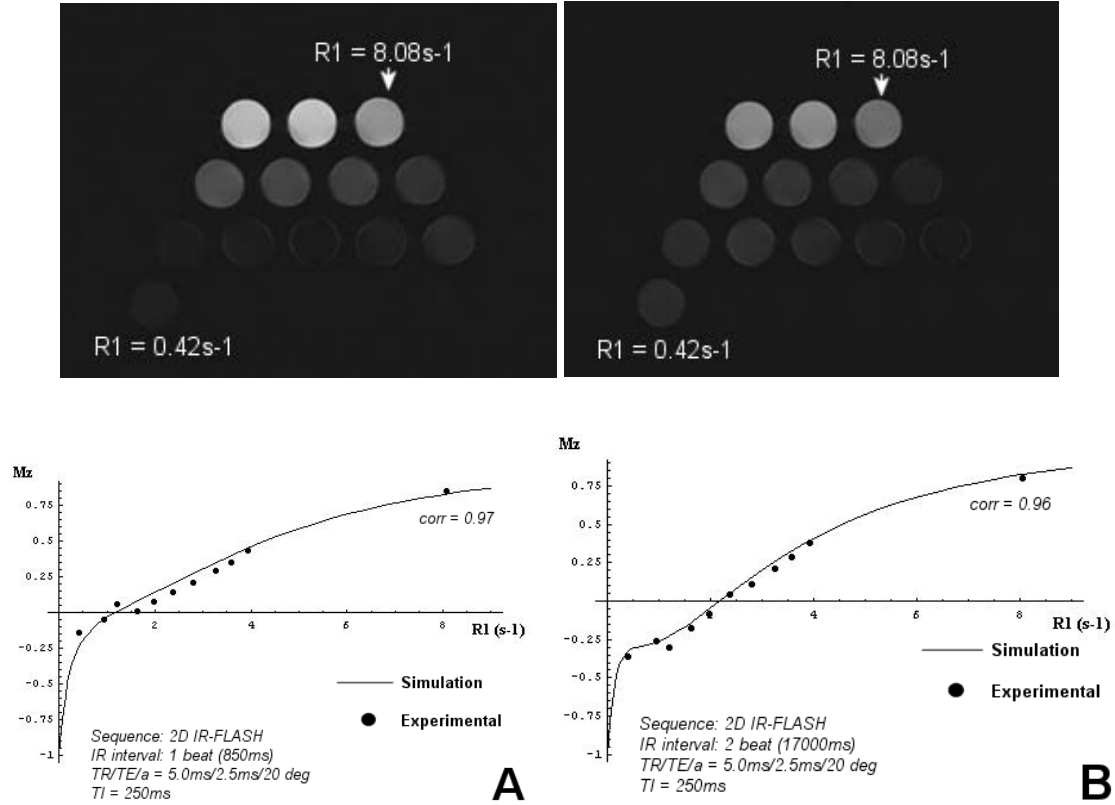 R1 = 8.08s-1
R1 = 0.42s-1
R1 = 8.08s-1
R1 = 0.42s-1
Mz
0.75
0.5
0.25
-0.25
-0.5
-0.75
-1
2
4
6
8
R1 (s-1)
corr = 0.97
Simulation
Experimental
Sequence: 2D IR-FLASH
IR interval: 1 beat (850ms)
TR/TE/a = 5.0ms/2.5ms/20 deg
TI = 250ms
A
Mz
0.75
0.5
0.25
-0.25
-0.5
-0.75
-1
2
4
6
8
R1 (s-1)
corr = 0.96
Simulation
Experimental
Sequence: 2D IR-FLASH
IR interval: 2 beat (17000ms)
TR/TE/a = 5.0ms/2.5ms/20 deg
TI = 250ms
B